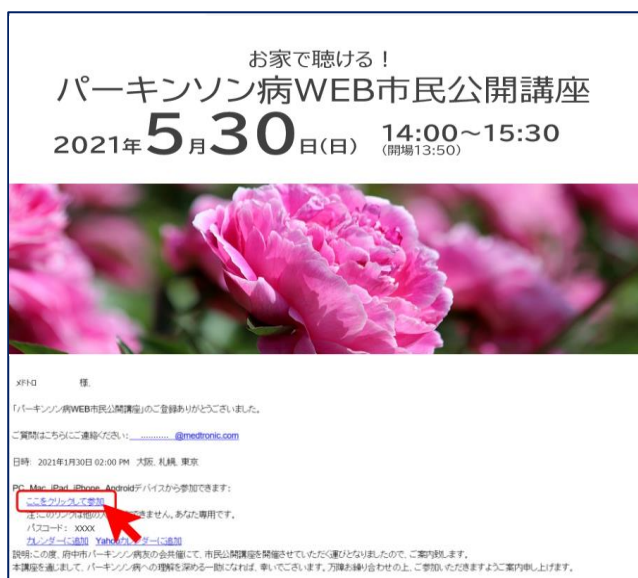 お家で聴ける！
パーキンソン病WEB市民公開講座
2021年5月30日(日) 14:00～15:30
(開場13:50)
ﾒﾄﾞﾄﾛ 様,
「パーキンソン病WEB市民公開講座」のご登録ありがとうございました。
ご質問はこちらにご連絡ください: ........... @medtronic.com
日時: 2021年1月30日 02:00 PM 大阪, 札幌, 東京
PC, Mac, iPad, iPhone, Androidデバイスから参加できます:
ここをクリックして参加
注:このリンクは他の できません。あなた専用です。
パスコード: XXXX
カレンダーに追加 Yahooカレンダーに追加
説明:この度、府中市パーキンソン病友の会共催にて、市民公開講座を開催させていただく運びとなりましたので、ご案内致します。
本講座を通じまして、パーキンソン病への理解を深める一助になれば、幸いでございます。万障お繰り合わせの上、ご参加いただきますようご案内申し上げます。